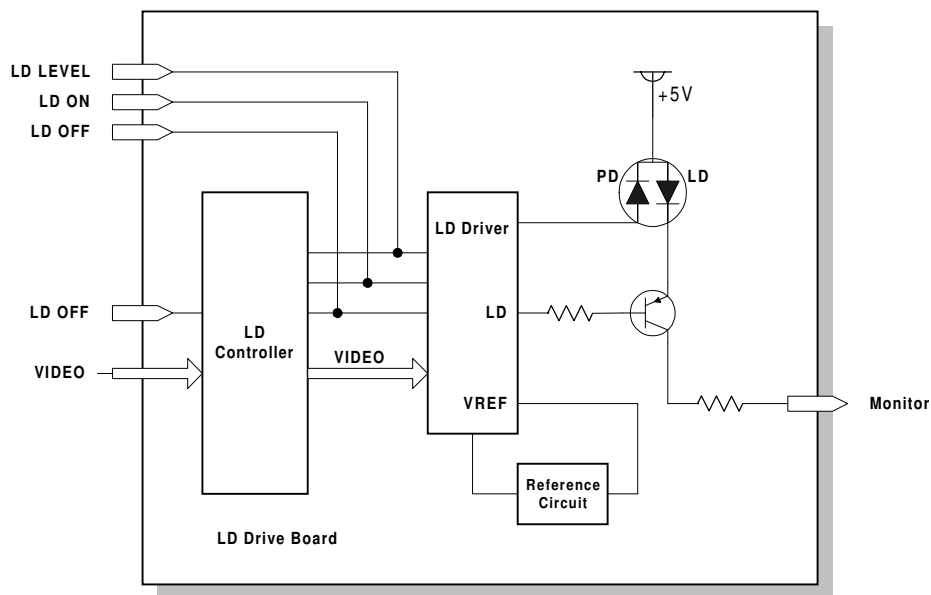 LD LEVEL
LD ON
LD OFF
+5V
PD
LD
LD Driver
LD OFF
LD
LD
Controller
VIDEO
VIDEO
VREF
Monitor
Reference
Circuit
LD Drive Board